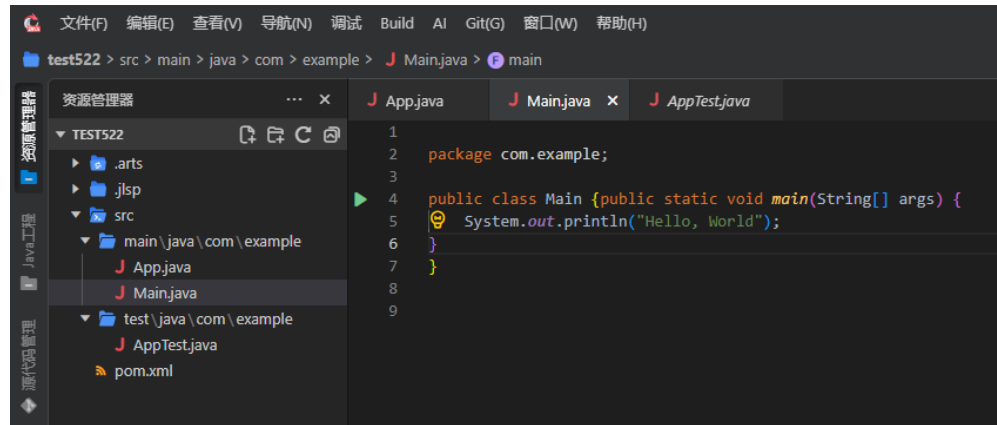 文件(F) 编辑(E) 查看(V) 导航(N) 调试 Build AI Git(G) 窗口(W) 帮助(H)
test522 > src > main > java > com > example > J Main.java > F main
资源管理器
Java工程
源代码管理
资源管理器 ··· ×
TEST522
.arts
.jlsp
src
main\java\com\example
J App.java
J Main.java
test\java\com\example
J AppTest.java
pom.xml
J App.java J Main.java × J AppTest.java
1
2 package com.example;
3
4 public class Main {public static void main(String[] args) {
5 System.out.println("Hello, World");
6 }
7 }
8
9